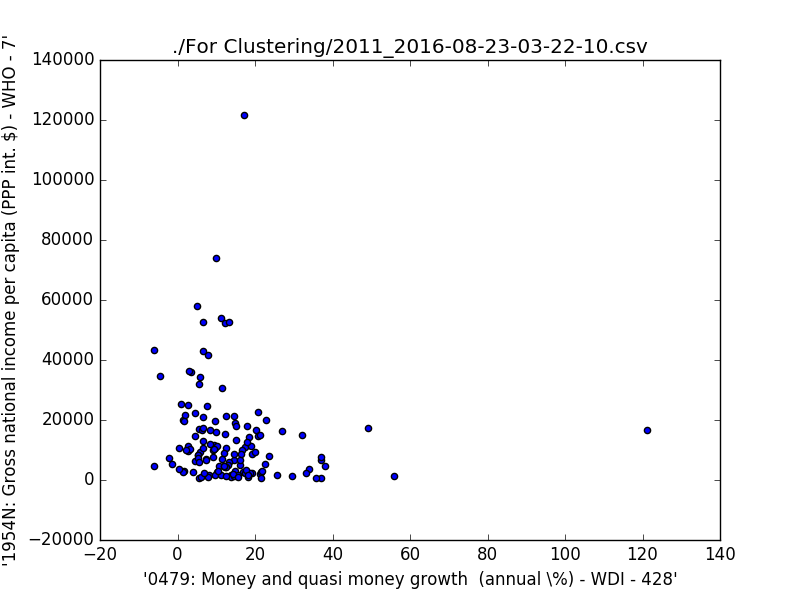 ./For Clustering/2011_2016-08-23-03-22-10.csv
'1954N: Gross national income per capita (PPP int. $) - WHO - 7'
140000
120000
100000
80000
60000
40000
20000
0
−20000
−20 0 20 40 60 80 100 120 140
'0479: Money and quasi money growth  (annual \%) - WDI - 428'